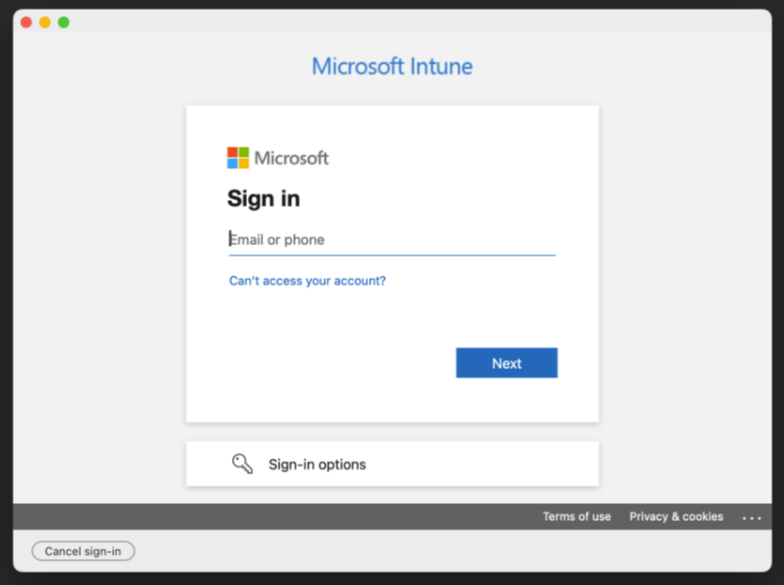 Microsoft Intune
Microsoft
Sign in
Email or phone
Can't access your account?
Next
Sign-in options
Terms of use Privacy & cookies ...
Cancel sign-in